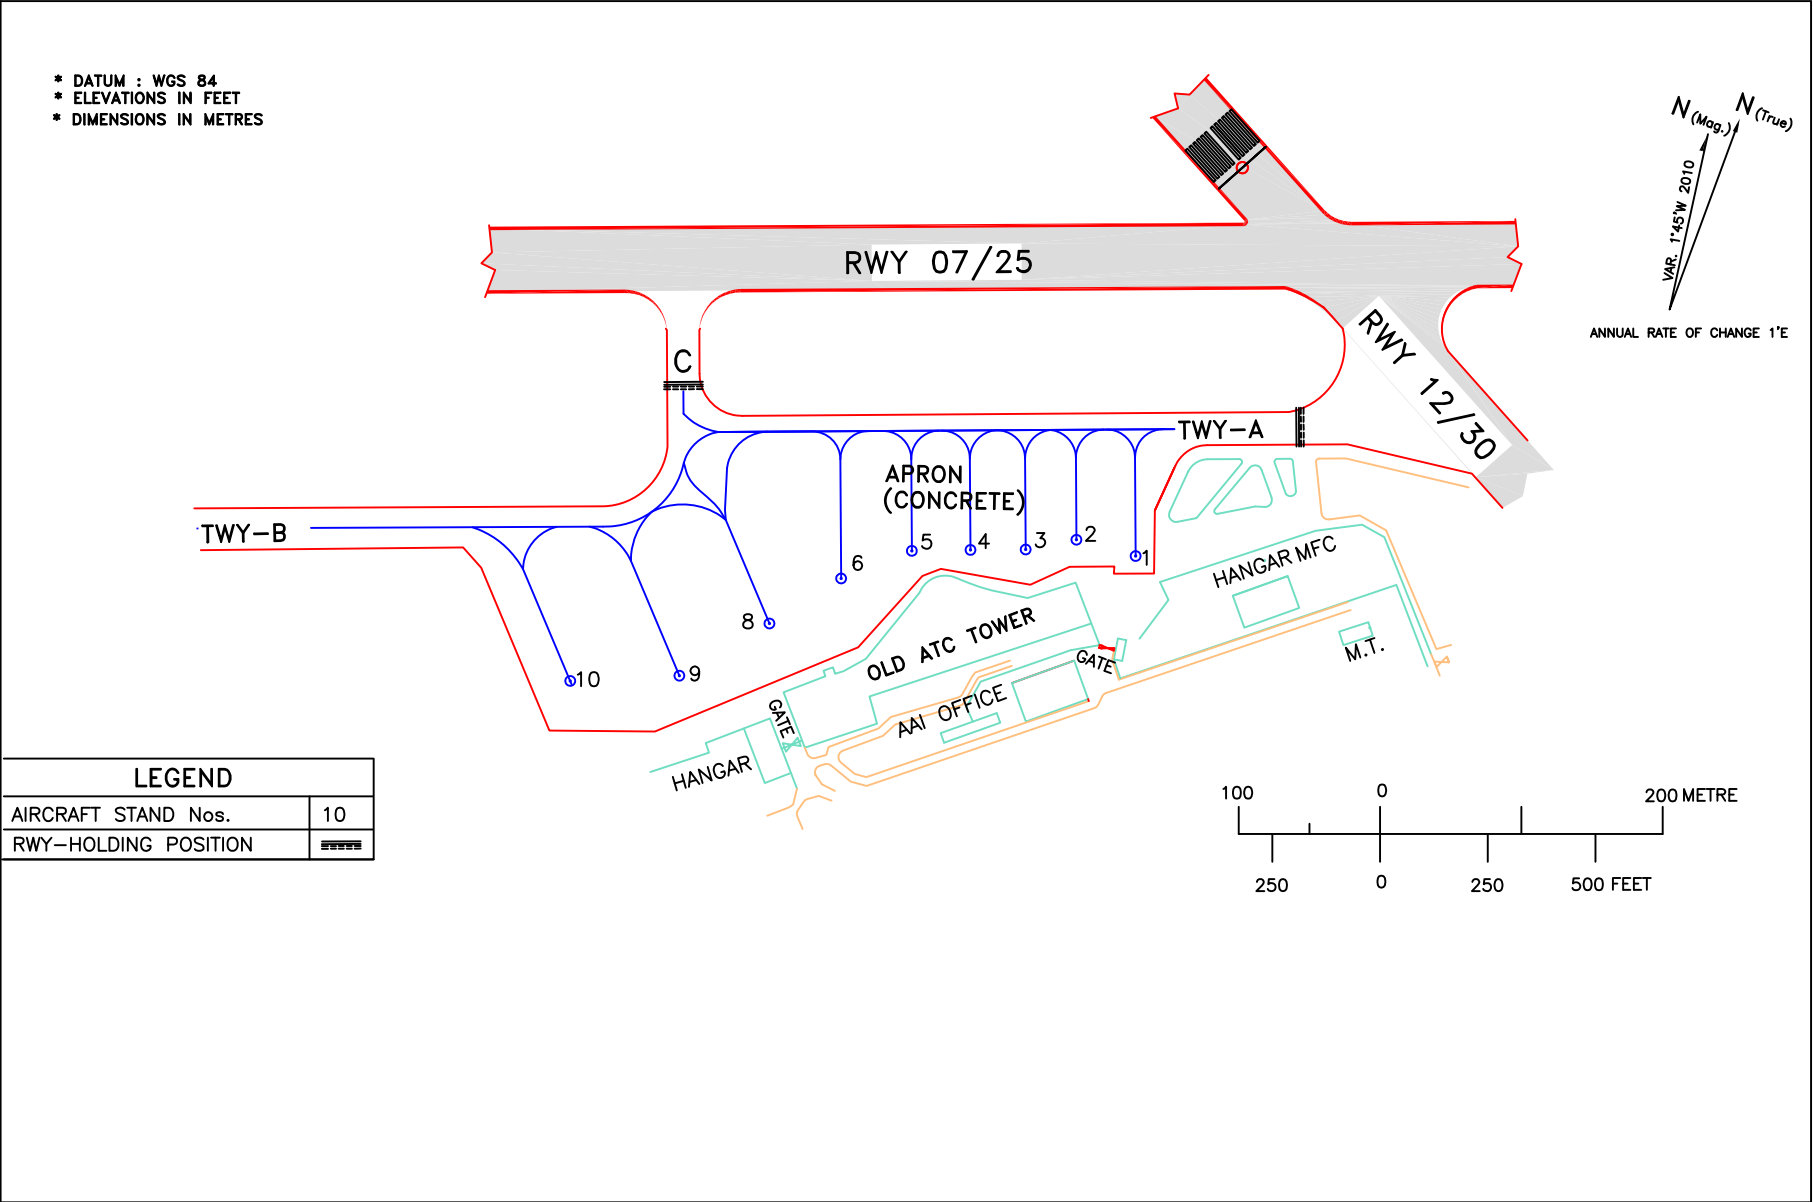 * DATUM : WGS 84
* ELEVATIONS IN FEET
* DIMENSIONS IN METRES
N (Mag.)
N (True)
VAR. 1°45'W 2010
ANNUAL RATE OF CHANGE 1'E
RWY 07/25
RWY 12/30
C
TWY-A
APRON
(CONCRETE)
TWY-B
1
2
3
4
5
6
8
9
10
HANGAR MFC
OLD ATC TOWER
M.T.
GATE
AAI OFFICE
GATE
HANGAR
LEGEND
AIRCRAFT STAND Nos. 10
RWY-HOLDING POSITION
100 0 200 METRE
250 0 250 500 FEET